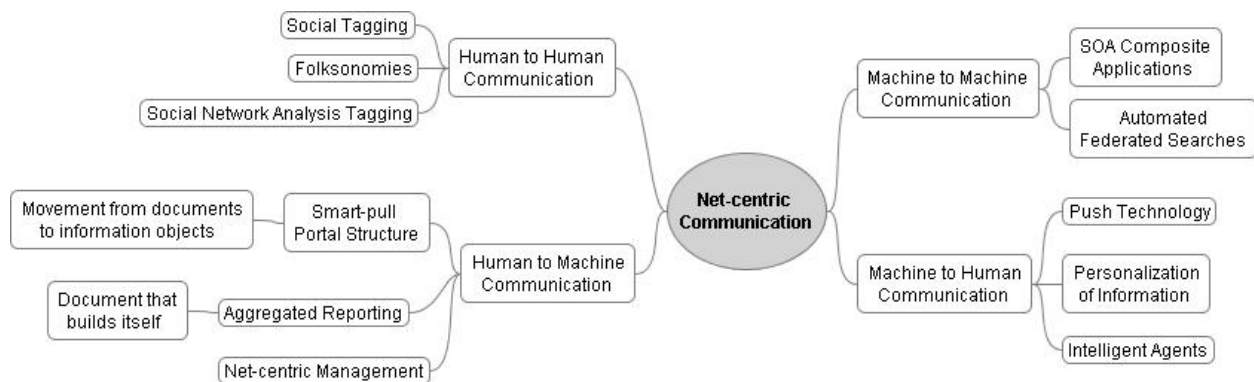 Social Tagging
Folksonomies
Social Network Analysis Tagging
Human to Human
Communication
Movement from documents
to information objects
Smart-pull
Portal Structure
Document that
builds itself
Aggregated Reporting
Net-centric Management
Human to Machine
Communication
Net-centric
Communication
Machine to Machine
Communication
SOA Composite
Applications
Automated
Federated Searches
Machine to Human
Communication
Push Technology
Personalization
of Information
Intelligent Agents